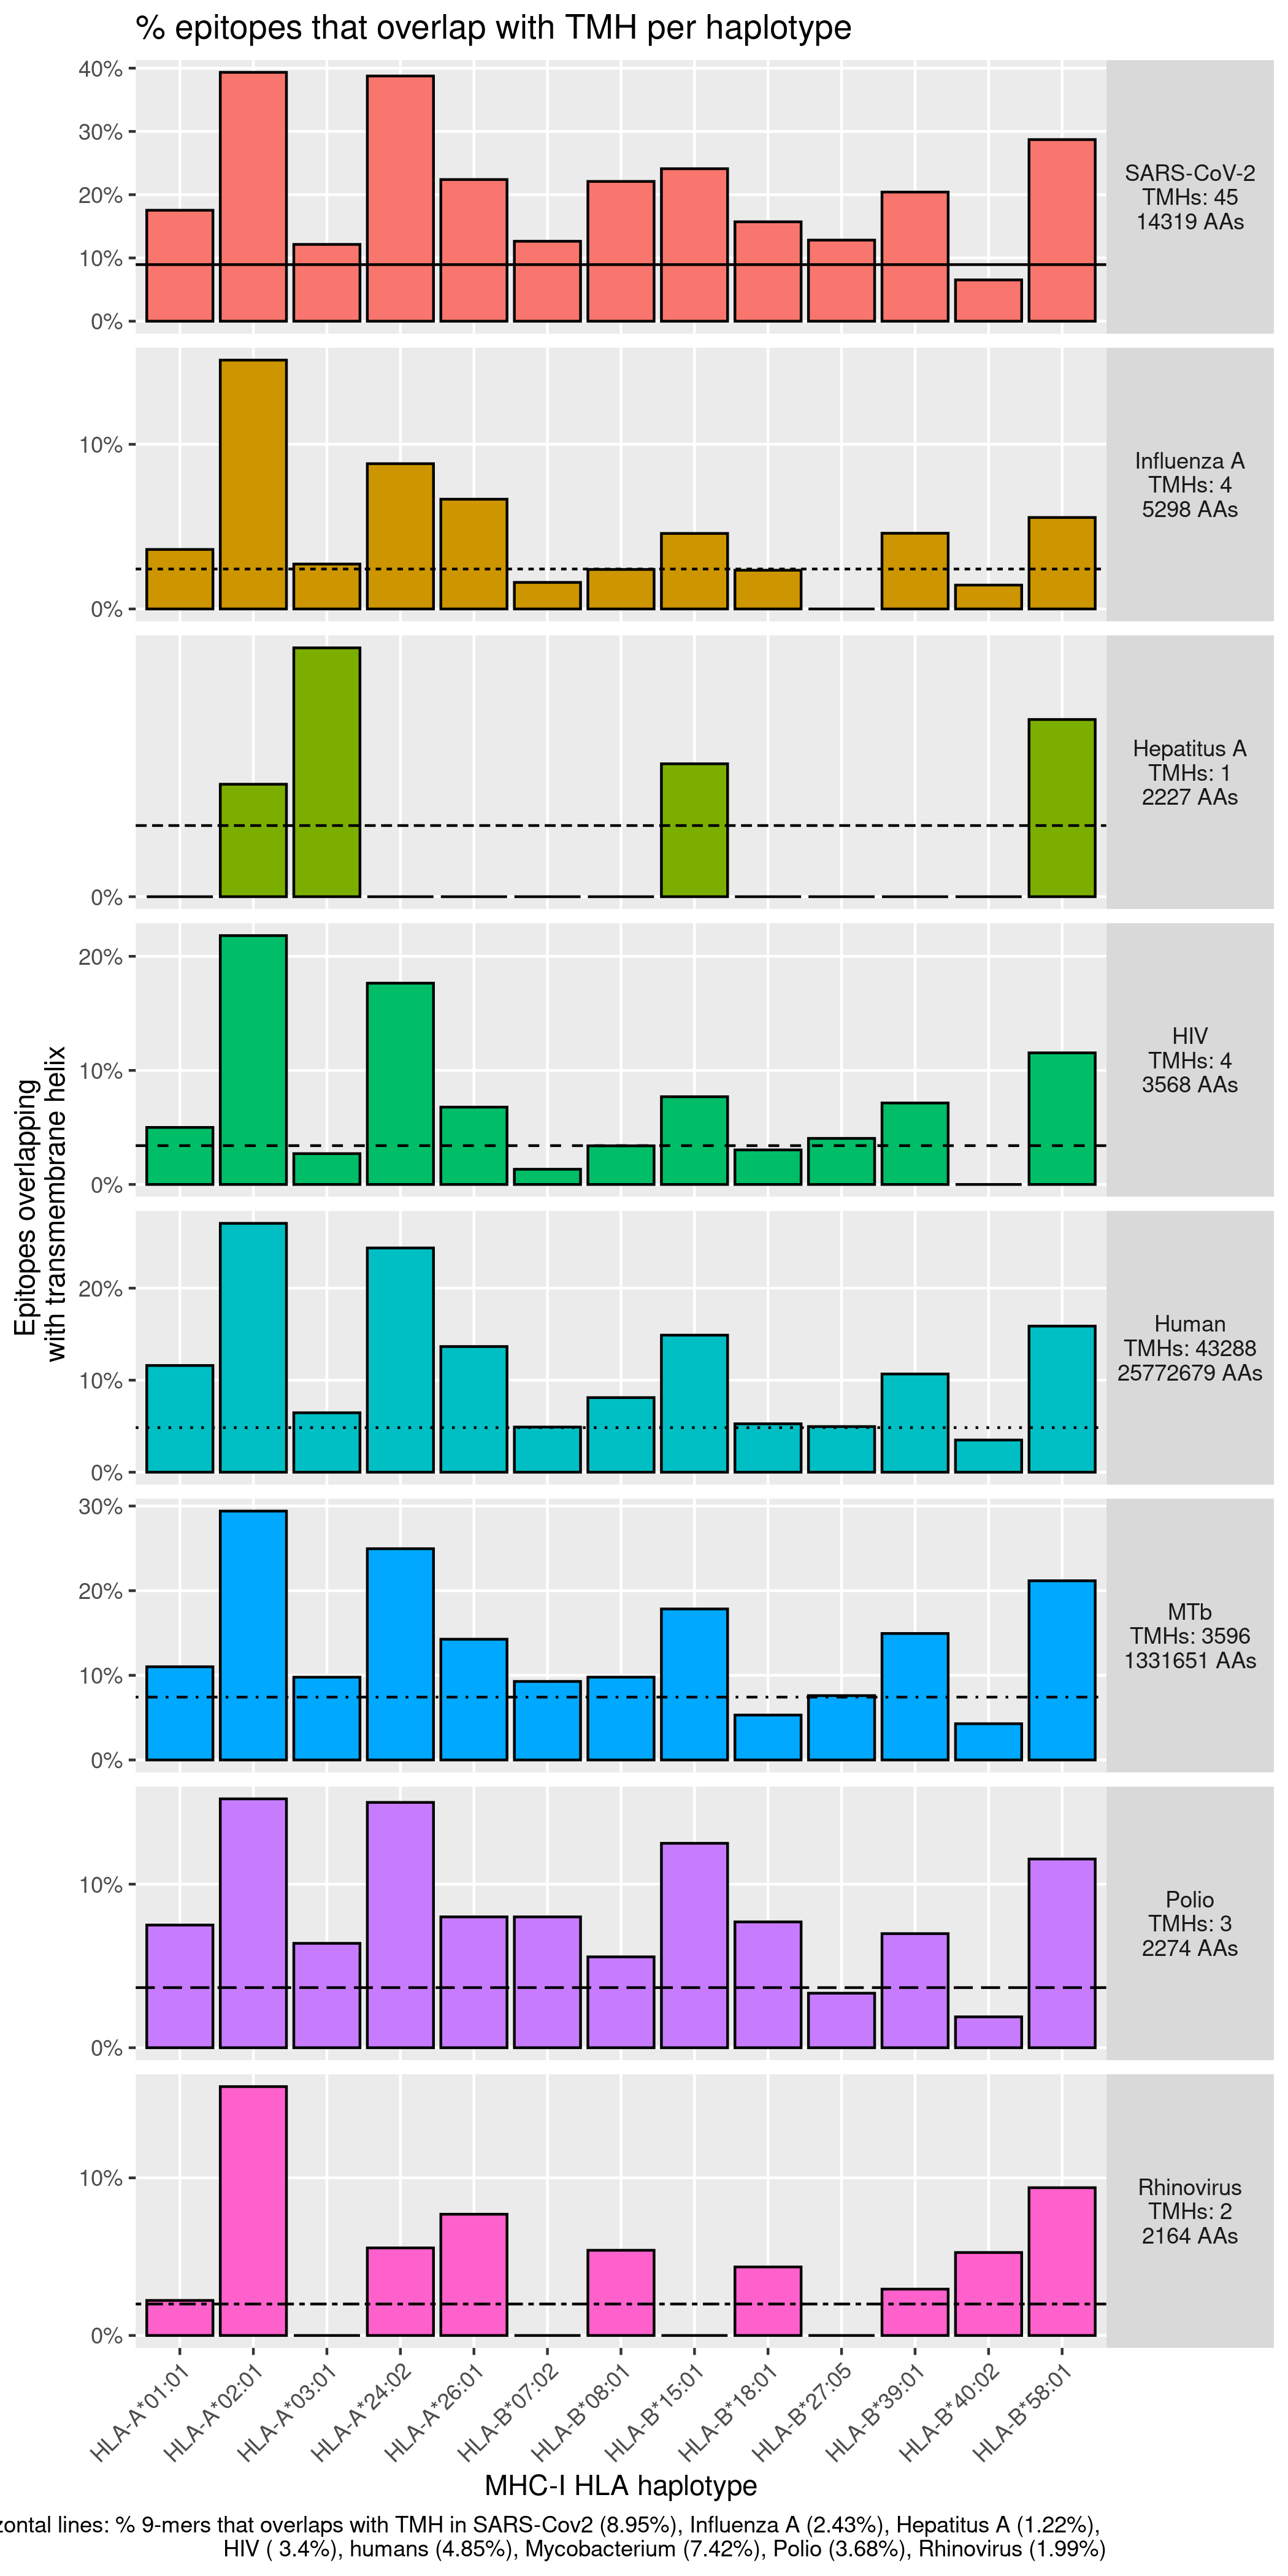 % epitopes that overlap with TMH per haplotype
40%
30%
20%
10%
0%
SARS-CoV-2
TMHs: 45
14319 AAs
10%
0%
Influenza A
TMHs: 4
5298 AAs
0%
Hepatitus A
TMHs: 1
2227 AAs
20%
10%
0%
HIV
TMHs: 4
3568 AAs
Epitopes overlapping
with transmembrane helix
20%
10%
0%
Human
TMHs: 43288
25772679 AAs
30%
20%
10%
0%
MTb
TMHs: 3596
1331651 AAs
10%
0%
Polio
TMHs: 3
2274 AAs
10%
0%
Rhinovirus
TMHs: 2
2164 AAs
HLA-A*01:01
HLA-A*02:01
HLA-A*03:01
HLA-A*24:02
HLA-A*26:01
HLA-B*07:02
HLA-B*08:01
HLA-B*15:01
HLA-B*18:01
HLA-B*27:05
HLA-B*39:01
HLA-B*40:02
HLA-B*58:01
MHC-I HLA haplotype
zontal lines: % 9-mers that overlaps with TMH in SARS-Cov2 (8.95%), Influenza A (2.43%), Hepatitus A (1.22%),
HIV ( 3.4%), humans (4.85%), Mycobacterium (7.42%), Polio (3.68%), Rhinovirus (1.99%)